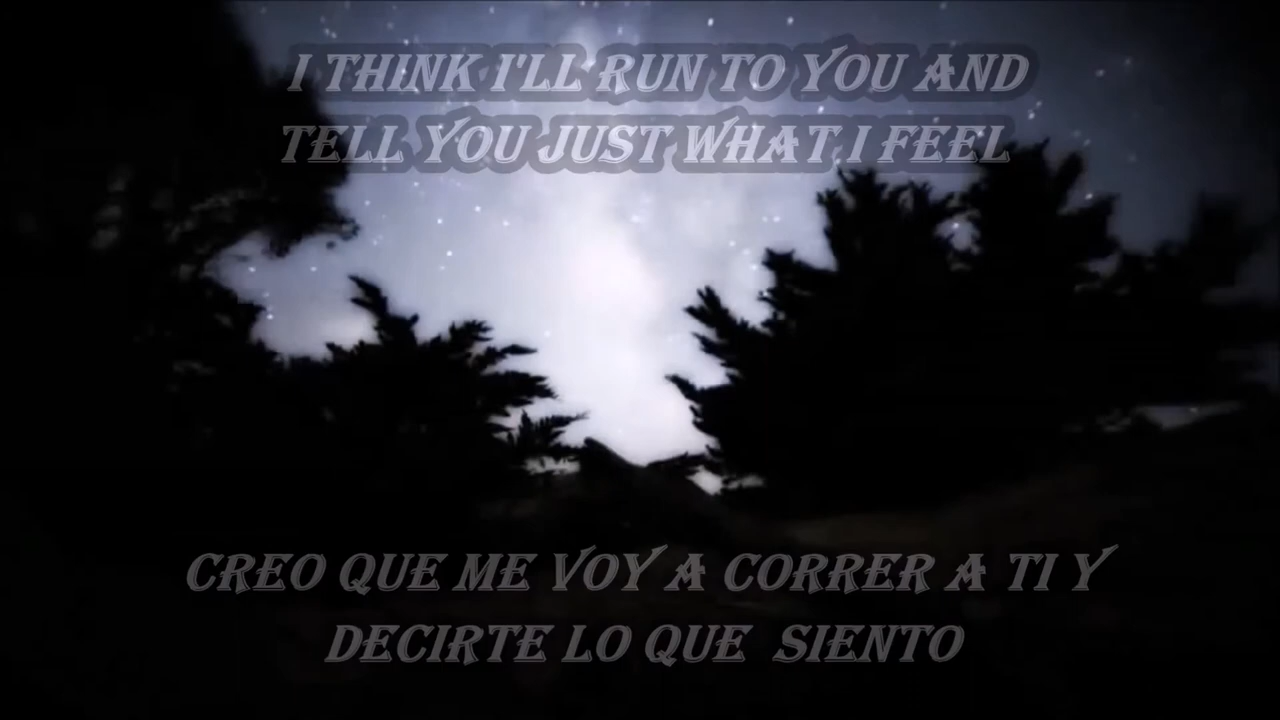 I THINK I'LL RUN TO YOU AND
TELL YOU JUST WHAT I FEEL
CREO QUE ME VOY A CORRER A TI Y
DECIRTE LO QUE SIENTO